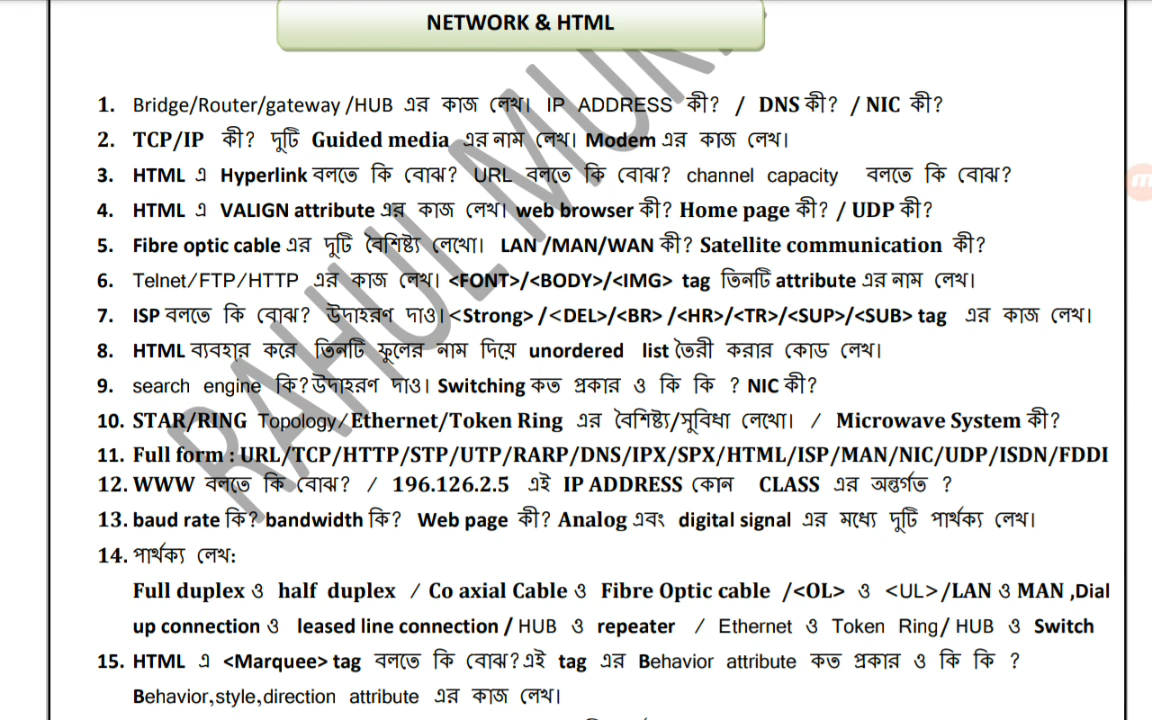 NETWORK & HTML
1. Bridge/Router/gateway /HUB এর কাজ লেখ। IP ADDRESS কী? / DNS কী? / NIC কী?
2. TCP/IP কী? দুটি Guided media এর নাম লেখ। Modem এর কাজ লেখ।
3. HTML এ Hyperlink বলতে কি বোঝ? URL বলতে কি বোঝ? channel capacity বলতে কি বোঝ?
4. HTML এ VALIGN attribute এর কাজ লেখ। web browser কী? Home page কী? / UDP কী?
5. Fibre optic cable এর দুটি বৈশিষ্ট্য লেখো। LAN /MAN/WAN কী? Satellite communication কী?
6. Telnet/FTP/HTTP এর কাজ লেখ। <FONT>/<BODY>/<IMG> tag তিনটি attribute এর নাম লেখ।
7. ISP বলতে কি বোঝ? উদাহরণ দাও।<Strong> /<DEL>/<BR> /<HR>/<TR>/<SUP>/<SUB> tag এর কাজ লেখ।
8. HTML ব্যবহার করে তিনটি ফুলের নাম দিয়ে unordered list তৈরী করার কোড লেখ।
9. search engine কি?উদাহরণ দাও। Switching কত প্রকার ও কি কি ? NIC কী?
10. STAR/RING Topology/Ethernet/Token Ring এর বৈশিষ্ট্য/সুবিধা লেখো। / Microwave System কী?
11. Full form : URL/TCP/HTTP/STP/UTP/RARP/DNS/IPX/SPX/HTML/ISP/MAN/NIC/UDP/ISDN/FDDI
12. WWW বলতে কি বোঝ? / 196.126.2.5 এই IP ADDRESS কোন CLASS এর অন্তর্গত ?
13. baud rate কি? bandwidth কি? Web page কী? Analog এবং digital signal এর মধ্যে দুটি পার্থক্য লেখ।
14. পার্থক্য লেখ:
Full duplex ও half duplex / Co axial Cable ও Fibre Optic cable /<OL> ও <UL>/LAN ও MAN ,Dial
up connection ও leased line connection / HUB ও repeater / Ethernet ও Token Ring/ HUB ও Switch
15. HTML এ <Marquee> tag বলতে কি বোঝ?এই tag এর Behavior attribute কত প্রকার ও কি কি ?
Behavior,style,direction attribute এর কাজ লেখ।